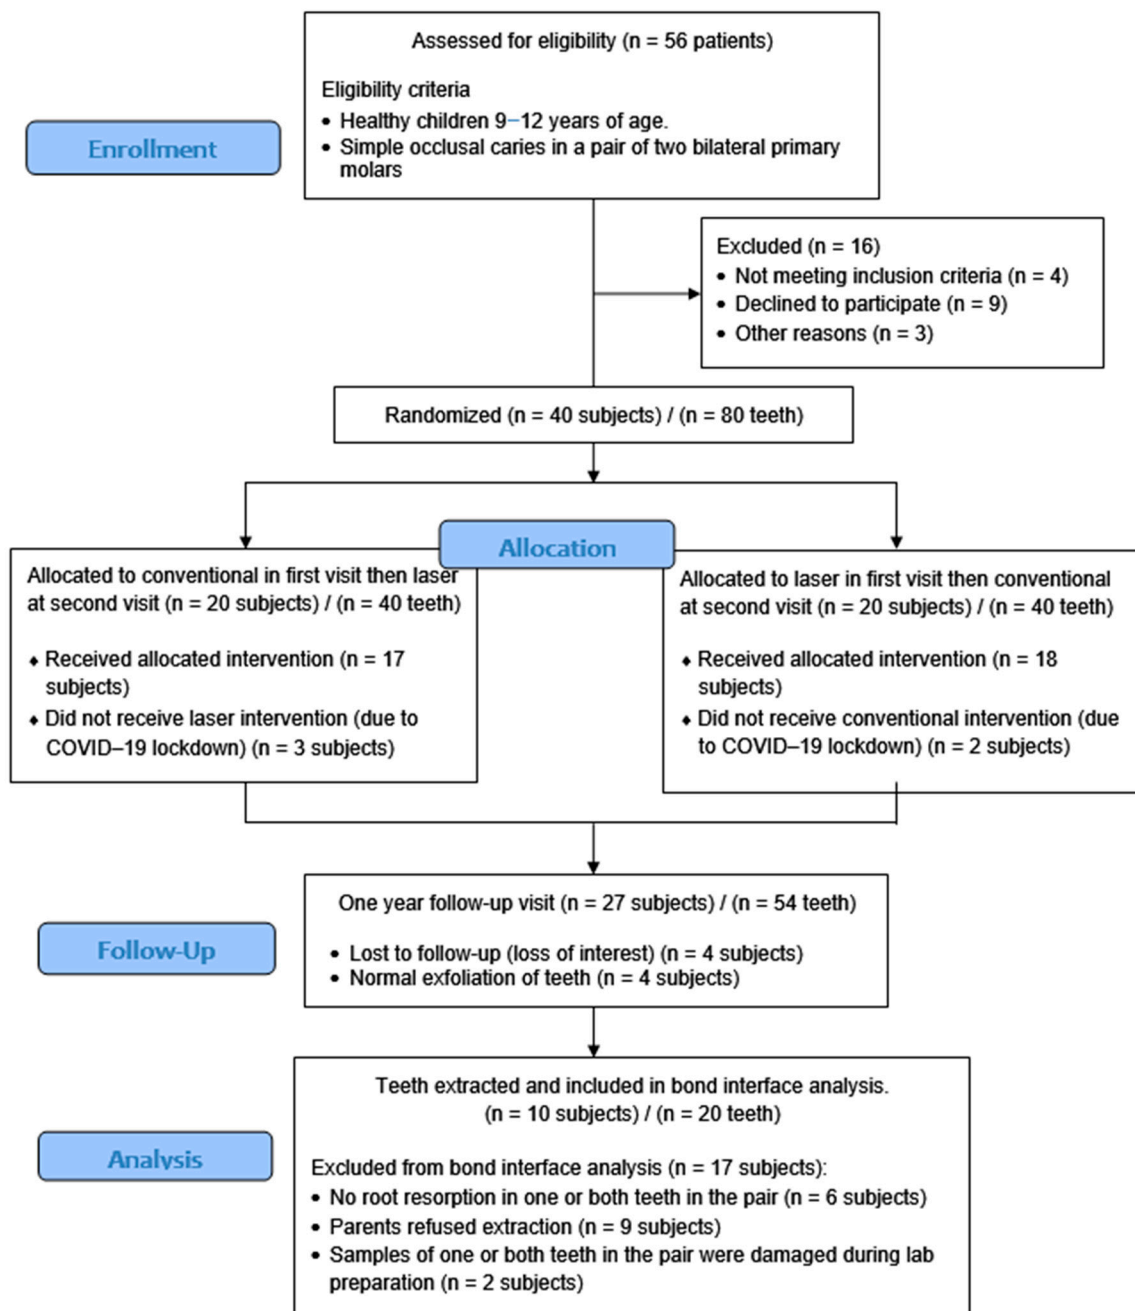 Assessed for eligibility (n = 56 patients)
Eligibility criteria
• Healthy children 9–12 years of age.
• Simple occlusal caries in a pair of two bilateral primary
molars
Enrollment
Excluded (n = 16)
• Not meeting inclusion criteria (n = 4)
• Declined to participate (n = 9)
• Other reasons (n = 3)
Randomized (n = 40 subjects) / (n = 80 teeth)
Allocation
Allocated to conventional in first visit then laser
at second visit (n = 20 subjects) / (n = 40 teeth)
♦ Received allocated intervention (n = 17
subjects)
♦ Did not receive laser intervention (due to
COVID–19 lockdown) (n = 3 subjects)
Allocated to laser in first visit then conventional
at second visit (n = 20 subjects) / (n = 40 teeth)
♦ Received allocated intervention (n = 18
subjects)
♦ Did not receive conventional intervention (due
to COVID–19 lockdown) (n = 2 subjects)
One year follow-up visit (n = 27 subjects) / (n = 54 teeth)
• Lost to follow-up (loss of interest) (n = 4 subjects)
• Normal exfoliation of teeth (n = 4 subjects)
Follow-Up
Teeth extracted and included in bond interface analysis.
(n = 10 subjects) / (n = 20 teeth)
Analysis
Excluded from bond interface analysis (n = 17 subjects):
• No root resorption in one or both teeth in the pair (n = 6 subjects)
• Parents refused extraction (n = 9 subjects)
• Samples of one or both teeth in the pair were damaged during lab
preparation (n = 2 subjects)